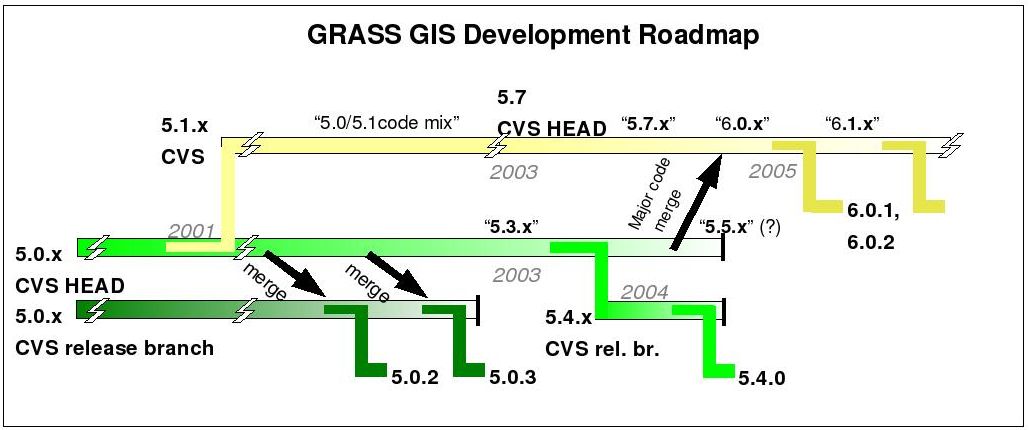 GRASS GIS Development Roadmap
5.7
5.1.x
“5.0/5.1code mix”
CVS HEAD
“5.7.x”
“6.0.x”
“6.1.x”
CVS
2003
2005
Major code
merge
6.0.1,
6.0.2
2001
“5.3.x”
“5.5.x” (?)
5.0.x
CVS HEAD
merge
merge
2003
2004
5.0.x
CVS release branch
5.4.x
CVS rel. br.
5.0.2
5.0.3
5.4.0